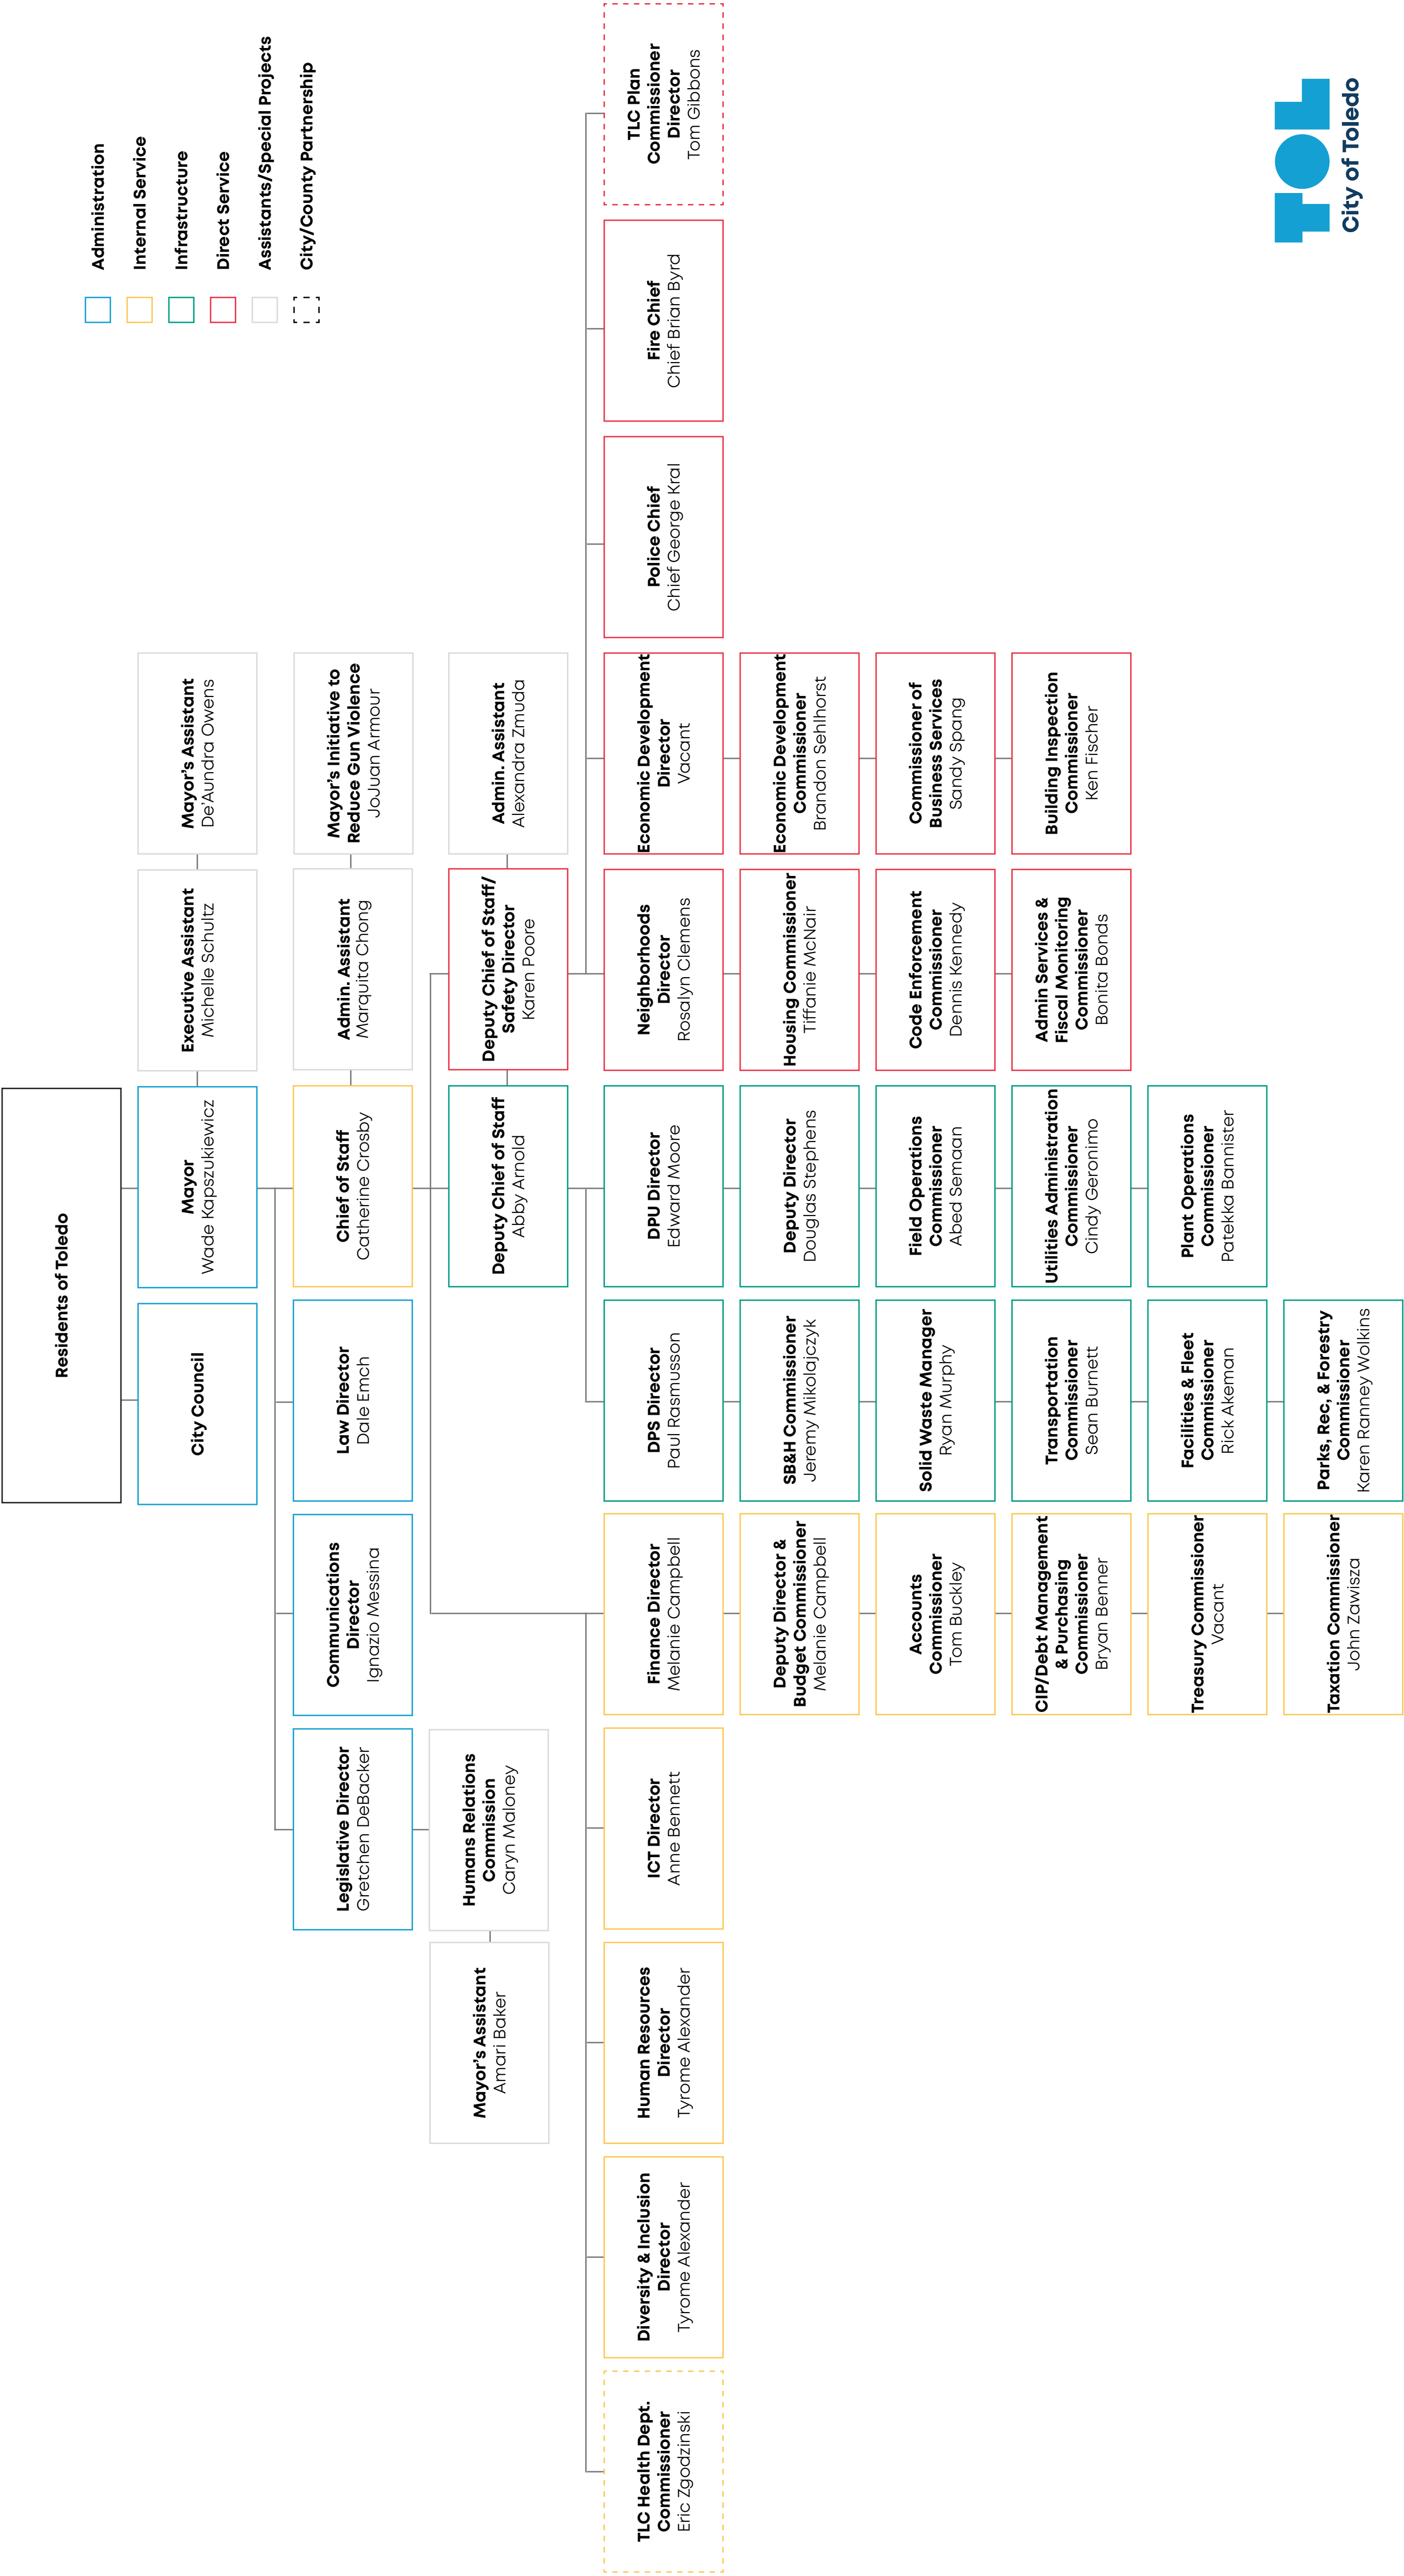 Residents of Toledo
City Council
Mayor
Wade Kapszukiewicz
Executive Assistant
Michelle Schultz
Mayor's Assistant
De'Aundra Owens
Legislative Director
Gretchen DeBacker
Communications
Director
Ignazio Messina
Law Director
Dale Emch
Chief of Staff
Catherine Crosby
Admin. Assistant
Marquita Chong
Mayor's Initiative to
Reduce Gun Violence
JoJuan Armour
Mayor's Assistant
Amari Baker
Humans Relations
Commission
Caryn Maloney
Deputy Chief of Staff
Abby Arnold
Deputy Chief of Staff/
Safety Director
Karen Poore
Admin. Assistant
Alexandra Zmuda
TLC Health Dept.
Commissioner
Eric Zgodzinski
Diversity & Inclusion
Director
Tyrome Alexander
Human Resources
Director
Tyrome Alexander
ICT Director
Anne Bennett
Finance Director
Melanie Campbell
DPS Director
Paul Rasmusson
DPU Director
Edward Moore
Neighborhoods
Director
Rosalyn Clemens
Economic Development
Director
Vacant
Police Chief
Chief George Kral
Fire Chief
Chief Brian Byrd
TLC Plan
Commissioner
Director
Tom Gibbons
Deputy Director &
Budget Commissioner
Melanie Campbell
SB&H Commissioner
Jeremy Mikolajczyk
Deputy Director
Douglas Stephens
Housing Commissioner
Tiffanie McNair
Economic Development
Commissioner
Brandon Sehlhorst
Accounts
Commissioner
Tom Buckley
Solid Waste Manager
Ryan Murphy
Field Operations
Commissioner
Abed Semaan
Code Enforcement
Commissioner
Dennis Kennedy
Commissioner of
Business Services
Sandy Spang
CIP/Debt Management
& Purchasing
Commissioner
Bryan Benner
Transportation
Commissioner
Sean Burnett
Utilities Administration
Commissioner
Cindy Geronimo
Admin Services &
Fiscal Monitoring
Commissioner
Bonita Bonds
Building Inspection
Commissioner
Ken Fischer
Treasury Commissioner
Vacant
Facilities & Fleet
Commissioner
Rick Akeman
Plant Operations
Commissioner
Patekka Bannister
Taxation Commissioner
John Zawisza
Parks, Rec, & Forestry
Commissioner
Karen Ranney Wolkins
Administration
Internal Service
Infrastructure
Direct Service
Assistants/Special Projects
City/County Partnership
TOL
City of Toledo